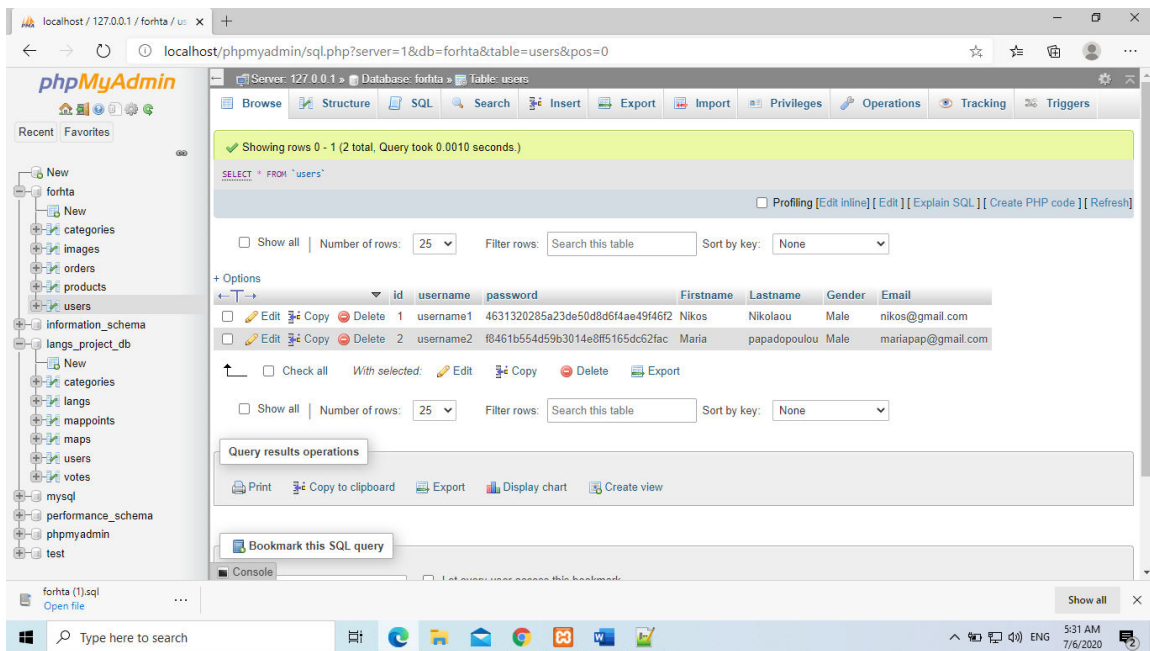 localhost / 127.0.0.1 / forhta / us
localhost/phpmyadmin/sql.php?server=1&db=forhta&table=users&pos=0
phpMyAdmin
Recent Favorites
New
forhta
New
categories
images
orders
products
users
information_schema
langs_project_db
New
categories
langs
mappoints
maps
users
votes
mysql
performance_schema
phpmyadmin
test
Server: 127.0.0.1 » Database: forhta » Table: users
Browse Structure SQL Search Insert Export Import Privileges Operations Tracking Triggers
Showing rows 0 - 1 (2 total, Query took 0.0010 seconds.)
SELECT * FROM `users`
Profiling [Edit inline] [ Edit ] [ Explain SQL ] [ Create PHP code ] [ Refresh]
Show all | Number of rows: 25 Filter rows: Search this table Sort by key: None
+ Options
←T→ id username password Firstname Lastname Gender Email
Edit Copy Delete 1 username1 4631320285a23de50d8d6f4ae49f46f2 Nikos Nikolaou Male nikos@gmail.com
Edit Copy Delete 2 username2 f8461b554d59b3014e8ff5165dc62fac Maria papadopoulou Male mariapap@gmail.com
Check all With selected: Edit Copy Delete Export
Show all | Number of rows: 25 Filter rows: Search this table Sort by key: None
Query results operations
Print Copy to clipboard Export Display chart Create view
Bookmark this SQL query
Console
Let every user access this bookmark
forhta (1).sql
Open file
Show all
Type here to search
ENG
5:31 AM
7/6/2020
2